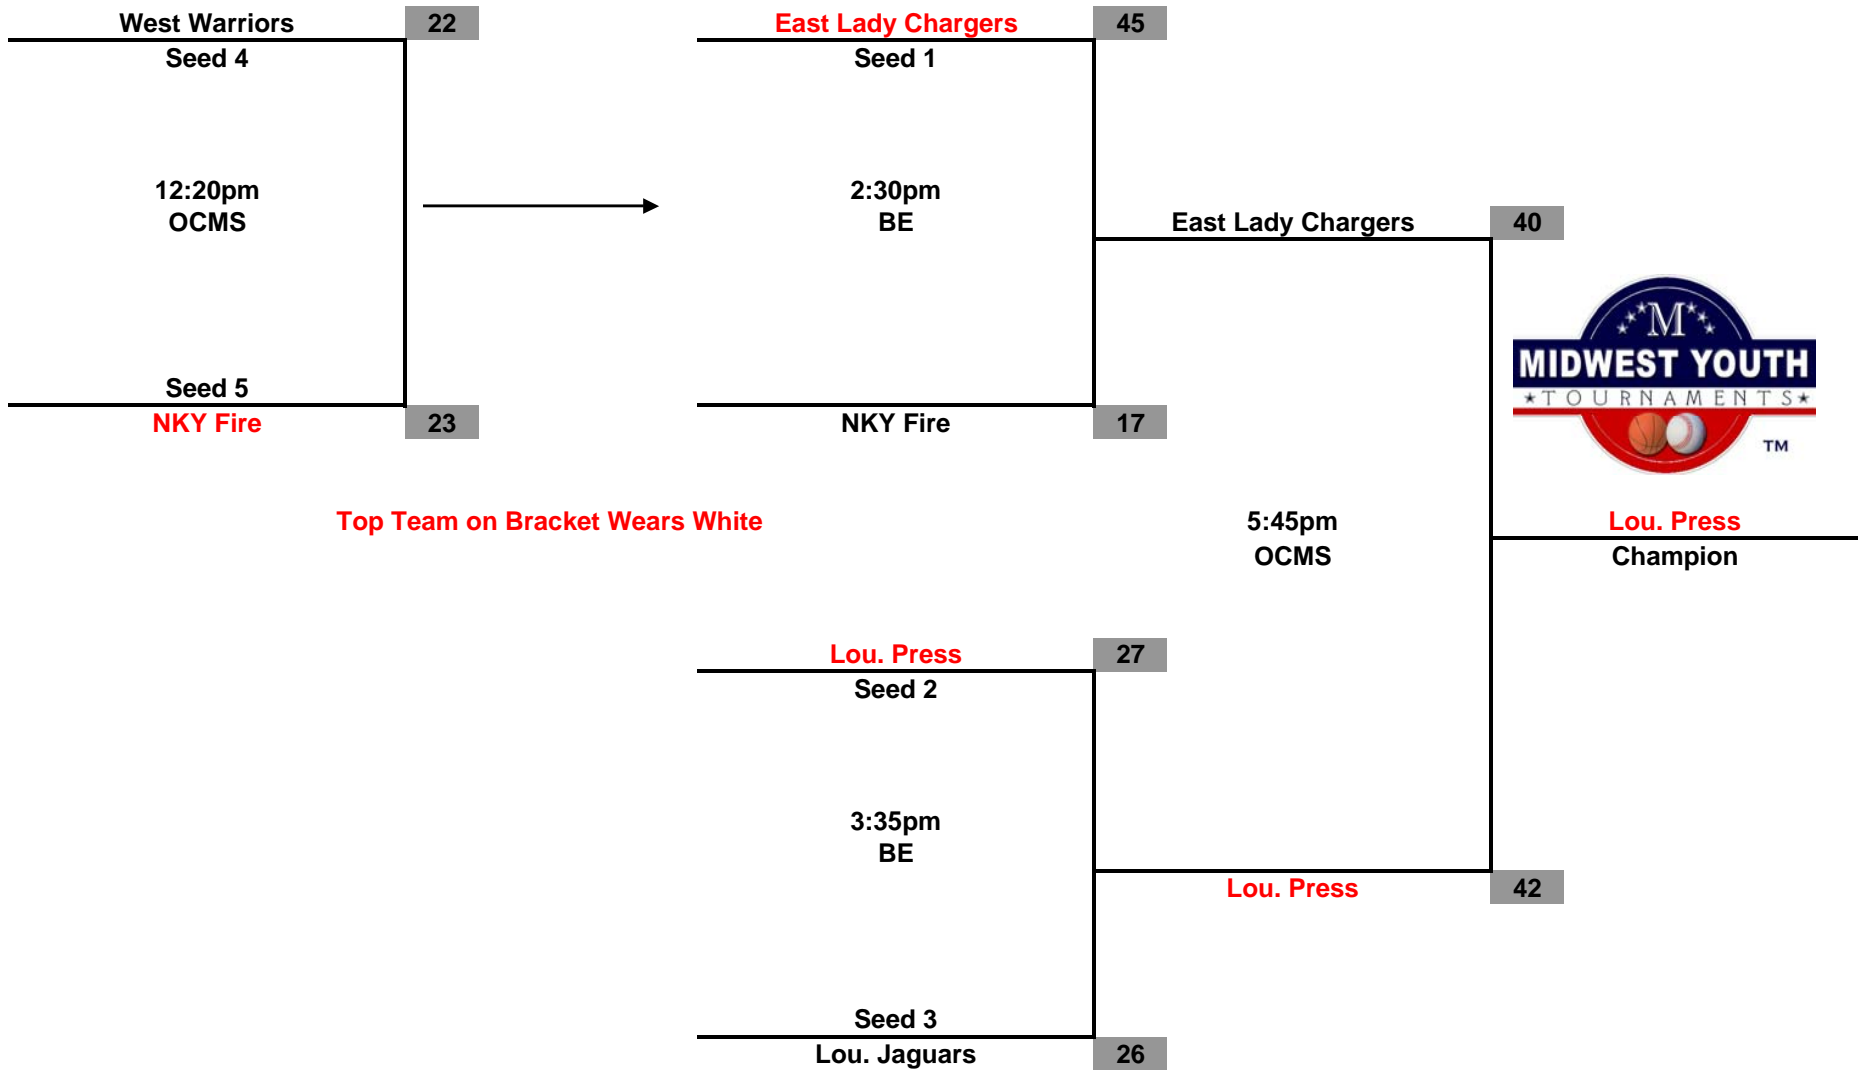 West Warriors 22
Seed 4
12:20pm
OCMS
Seed 5
NKY Fire 23
East Lady Chargers 45
Seed 1
2:30pm
BE
NKY Fire 17
Top Team on Bracket Wears White
Lou. Press 27
Seed 2
3:35pm
BE
Seed 3
Lou. Jaguars 26
East Lady Chargers 40
5:45pm
OCMS
Lou. Press 42
M
MIDWEST YOUTH
TOURNAMENTS
TM
Lou. Press
Champion